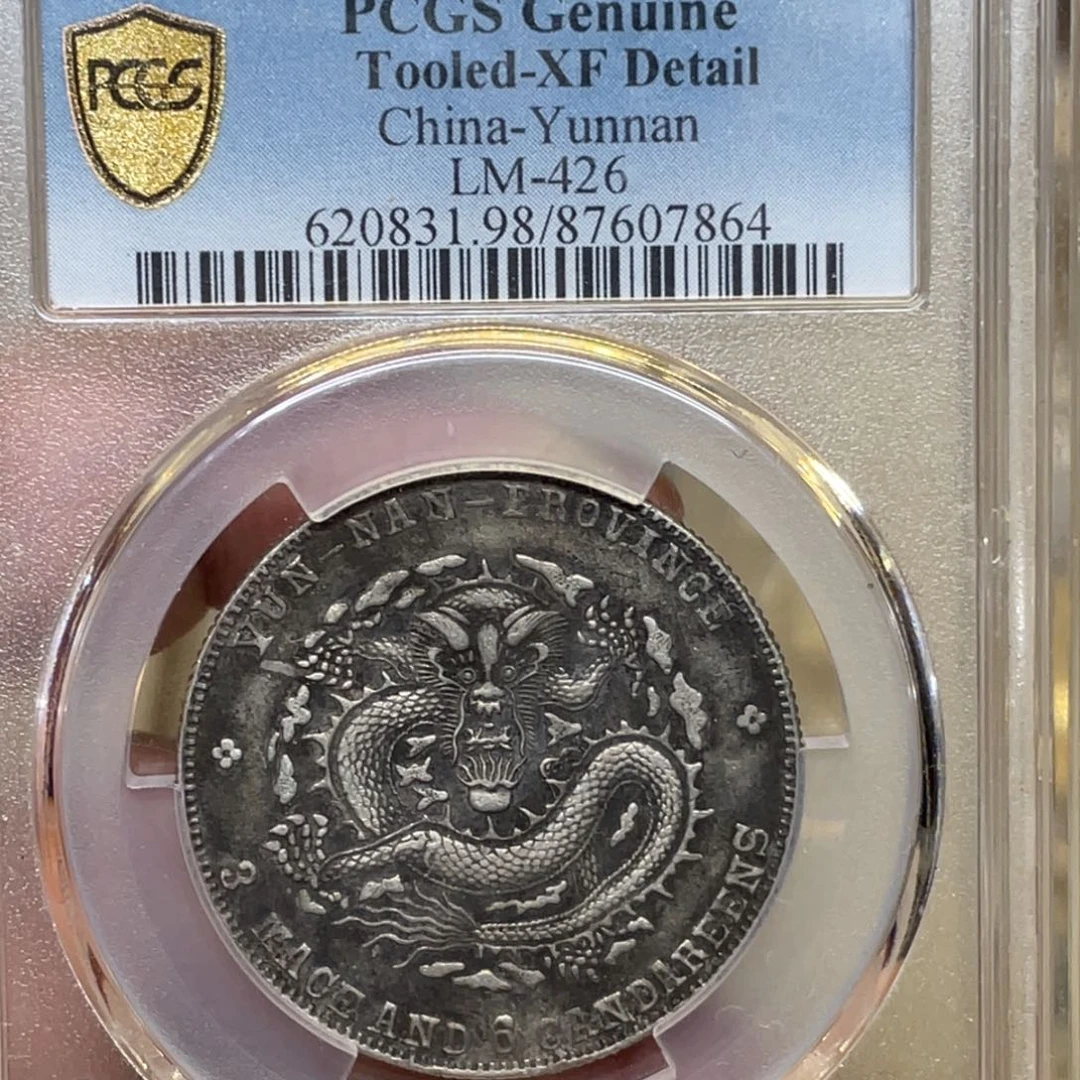 PCGS Genuine
PCGS
Tooled-XF Detail
China-Yunnan
LM-426
620831.98/87607864
YUN-NAN-PROVINCE
3 MACE AND 6 CANDAREENS